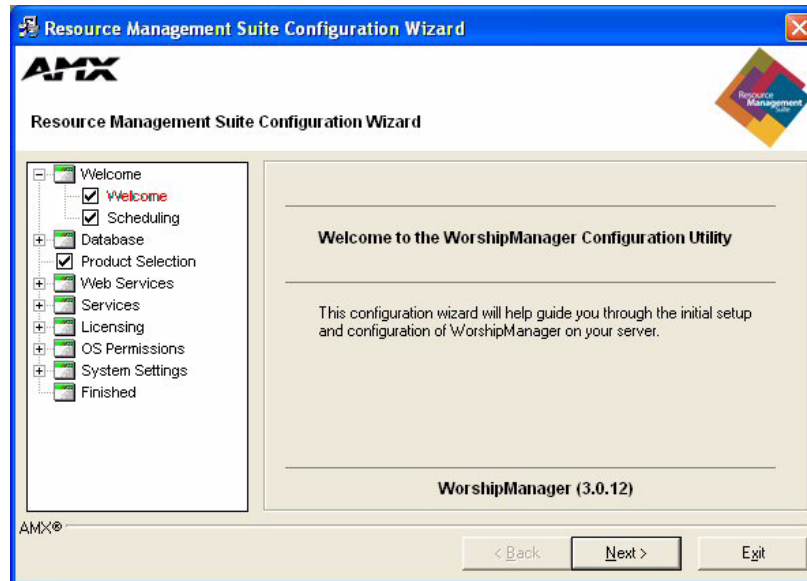 Resource Management Suite Configuration Wizard
AMX
Resource Management Suite
Resource Management Suite Configuration Wizard
Welcome
Welcome
Scheduling
Database
Product Selection
Web Services
Services
Licensing
OS Permissions
System Settings
Finished
Welcome to the WorshipManager Configuration Utility
This configuration wizard will help guide you through the initial setup
and configuration of WorshipManager on your server.
WorshipManager (3.0.12)
AMX®
< Back
Next >
Exit